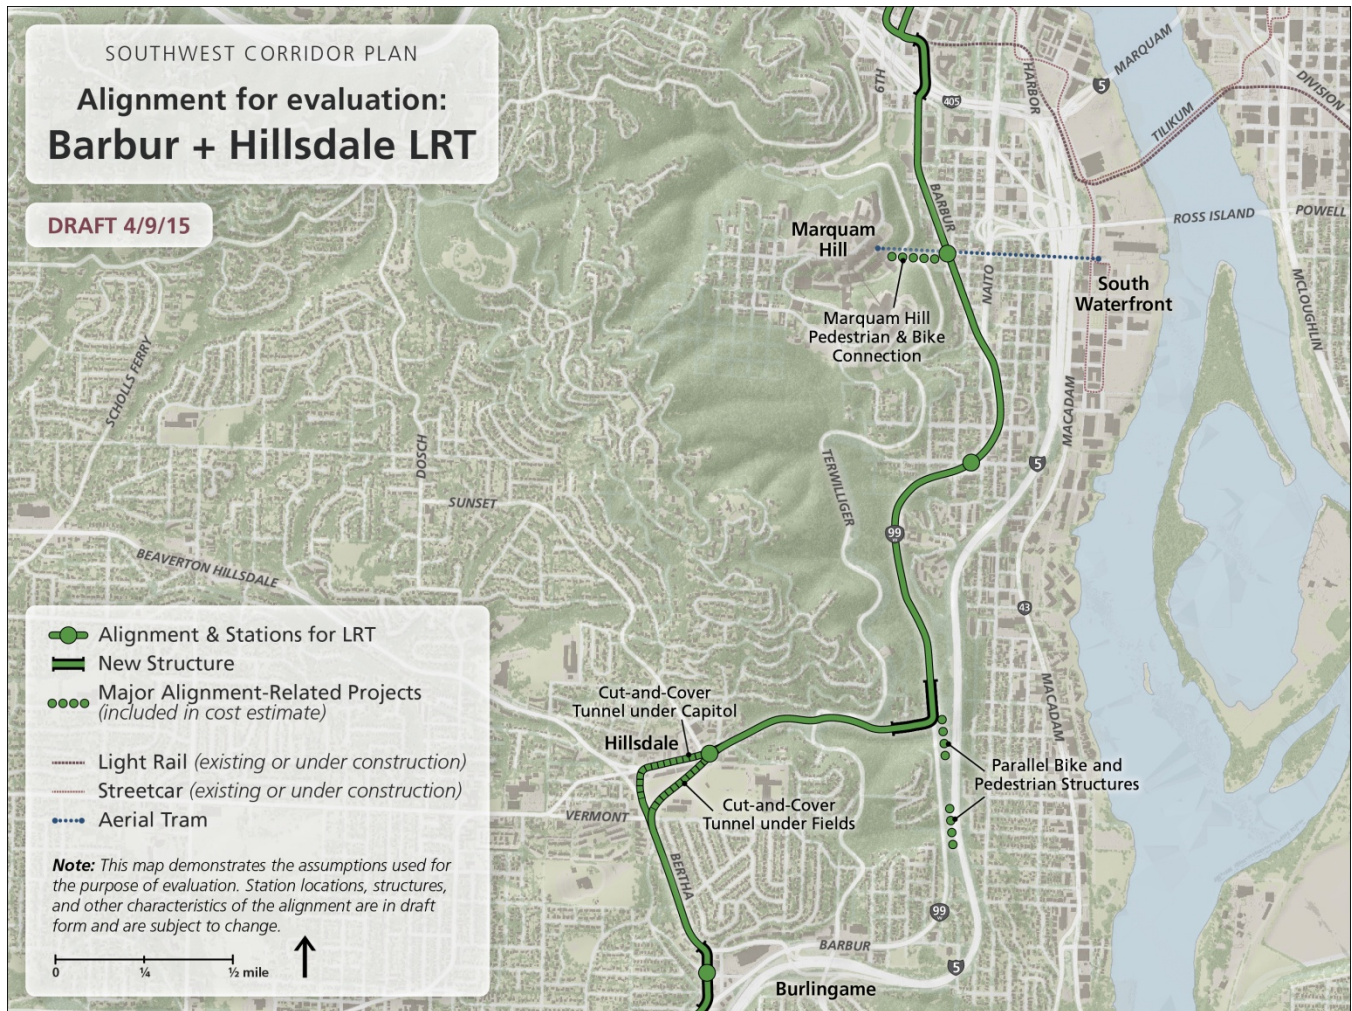 SOUTHWEST CORRIDOR PLAN
Alignment for evaluation:
Barbur + Hillsdale LRT
DRAFT 4/9/15
6TH
405
HARBOR
5
MARQUAM
DIVISION
TILIKUM
BARBUR
ROSS ISLAND
POWELL
Marquam
Hill
NAITO
South
Waterfront
MCLOUGHLIN
Marquam Hill
Pedestrian & Bike
Connection
SCHOLLS FERRY
MACADAM
DOSCH
TERWILLIGER
5
SUNSET
99
BEAVERTON HILLSDALE
43
MACADAM
Alignment & Stations for LRT
New Structure
Major Alignment-Related Projects
(included in cost estimate)
Light Rail (existing or under construction)
Streetcar (existing or under construction)
Aerial Tram
Note: This map demonstrates the assumptions used for
the purpose of evaluation. Station locations, structures,
and other characteristics of the alignment are in draft
form and are subject to change.
0
¼
½ mile
Cut-and-Cover
Tunnel under Capitol
Hillsdale
Parallel Bike and
Pedestrian Structures
Cut-and-Cover
Tunnel under Fields
VERMONT
BERTHA
99
BARBUR
5
Burlingame